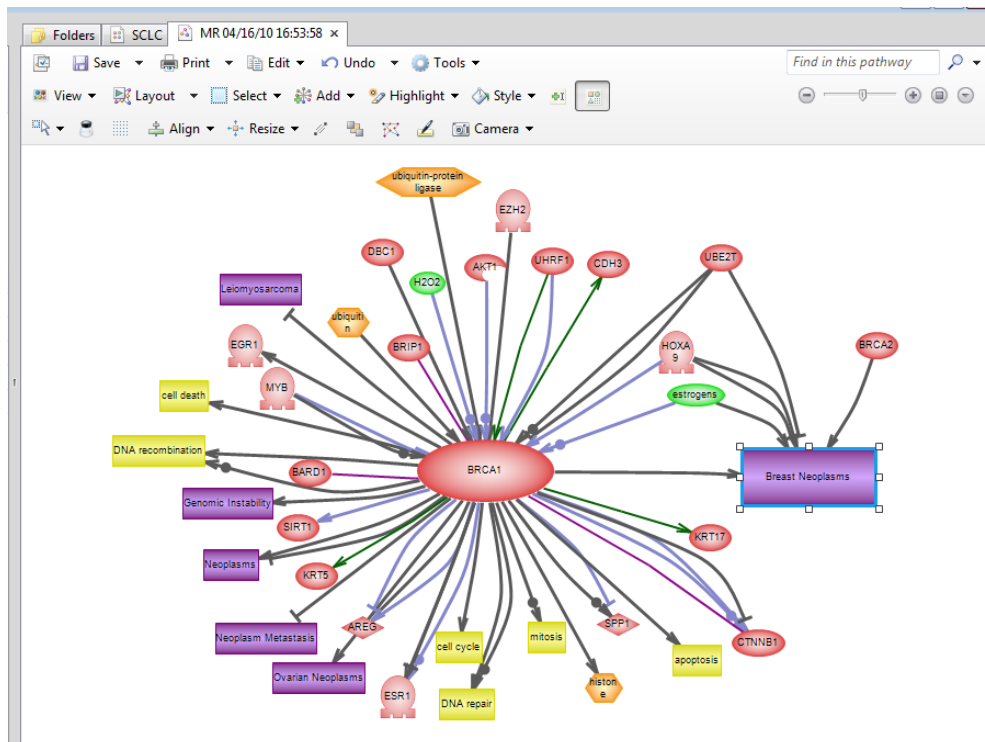 Folders SCLC MR 04/16/10 16:53:58 ×
Save Print Edit Undo Tools Find in this pathway
View Layout Select Add Highlight Style
Align Resize Camera
ubiquitin-protein
ligase
EZH2
DBC1
UHRF1
CDH3
UBE2T
AKT1
H2O2
Leiomyosarcoma
ubiquiti
n
EGR1
BRIP1
HOXA
9
BRCA2
MYB
cell death
estrogens
DNA recombination
BARD1
BRCA1
Breast Neoplasms
Genomic Instability
SIRT1
KRT17
Neoplasms
KRT5
AREG
SPP1
Neoplasm Metastasis
mitosis
cell cycle
CTNNB1
apoptosis
Ovarian Neoplasms
ESR1
histon
e
DNA repair